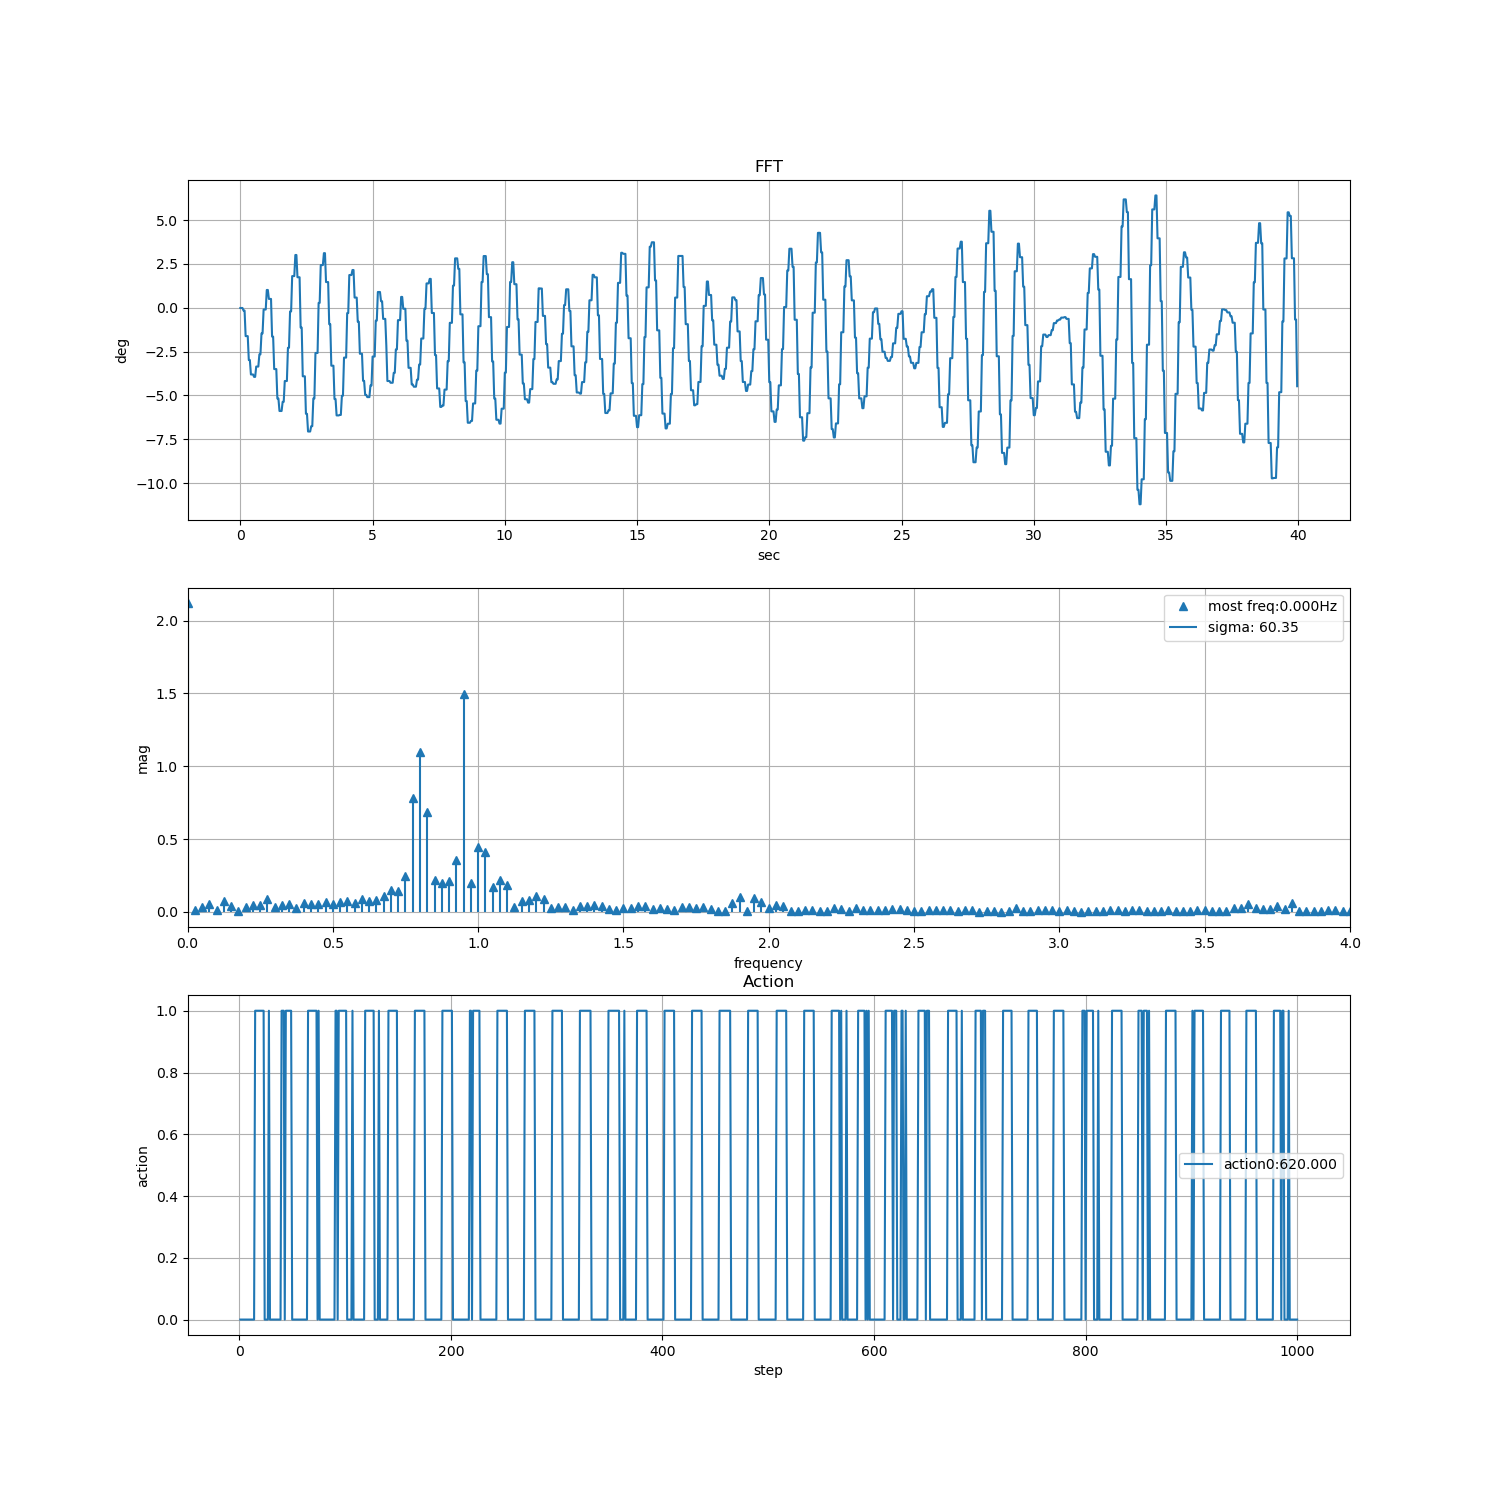 FFT
5.0
2.5
0.0
−2.5
−5.0
−7.5
−10.0
deg
0 5 10 15 20 25 30 35 40
sec
2.0
1.5
1.0
0.5
0.0
mag
most freq:0.000Hz
sigma: 60.35
0.0 0.5 1.0 1.5 2.0 2.5 3.0 3.5 4.0
frequency
Action
1.0
0.8
0.6
0.4
0.2
0.0
action
action0:620.000
0 200 400 600 800 1000
step